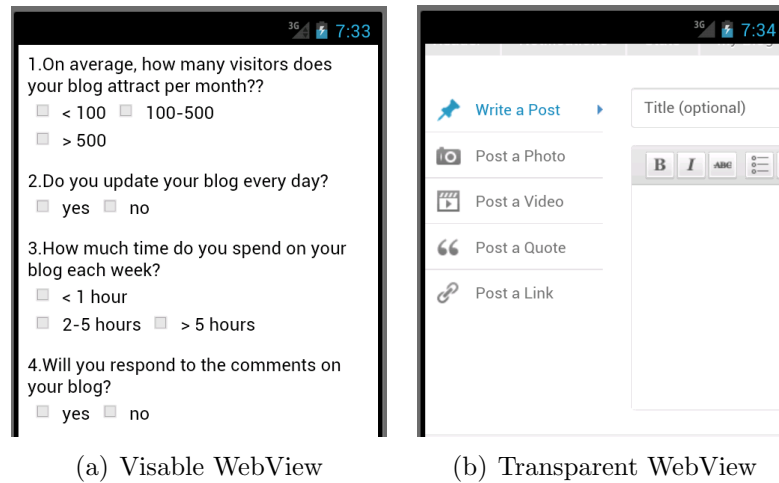 3G 7:33
1.On average, how many visitors does
your blog attract per month??
< 100 100-500
> 500
2.Do you update your blog every day?
yes no
3.How much time do you spend on your
blog each week?
< 1 hour
2-5 hours > 5 hours
4.Will you respond to the comments on
your blog?
yes no
(a) Visable WebView
3G 7:34
Write a Post
Post a Photo
Post a Video
Post a Quote
Post a Link
Title (optional)
B I ABC
(b) Transparent WebView